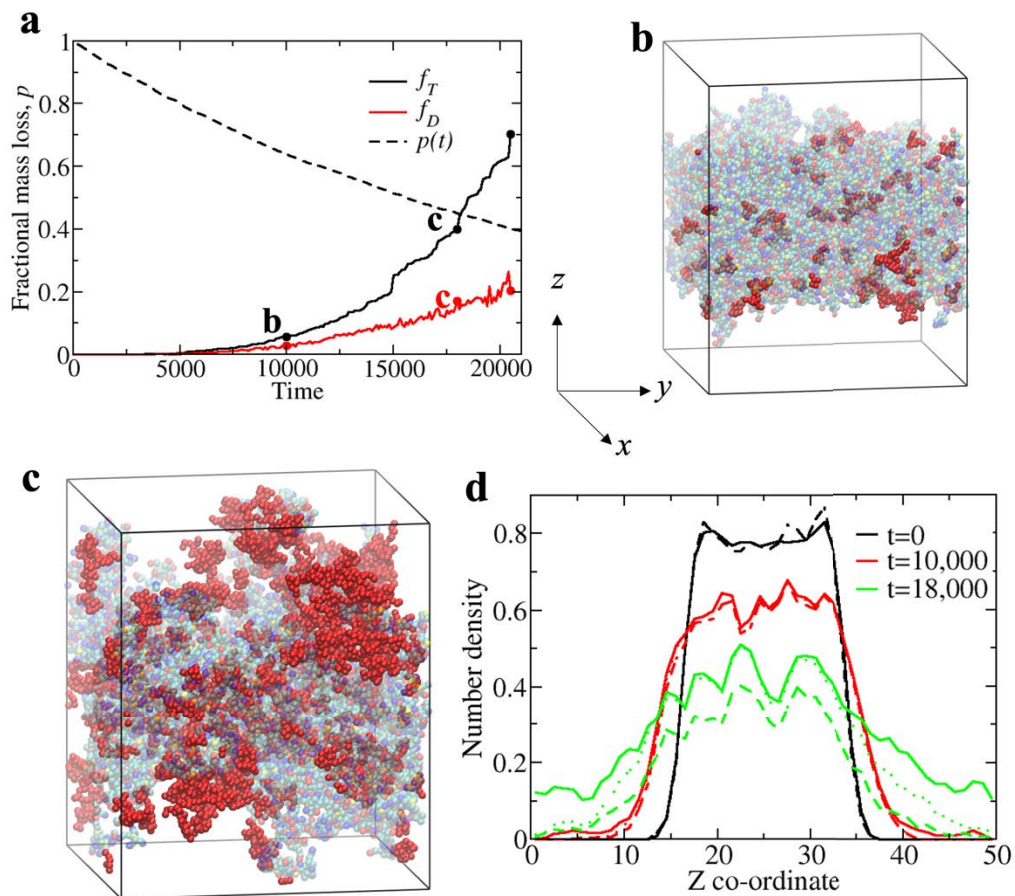 a
Fractional mass loss, p
1
0.8
0.6
0.4
0.2
0
f_T
f_D
p(t)
b
c
c
0 5000 10000 15000 20000
Time
b
z
y
x
c
d
Number density
0.8
0.6
0.4
0.2
0
t=0
t=10,000
t=18,000
0 10 20 30 40 50
Z co-ordinate